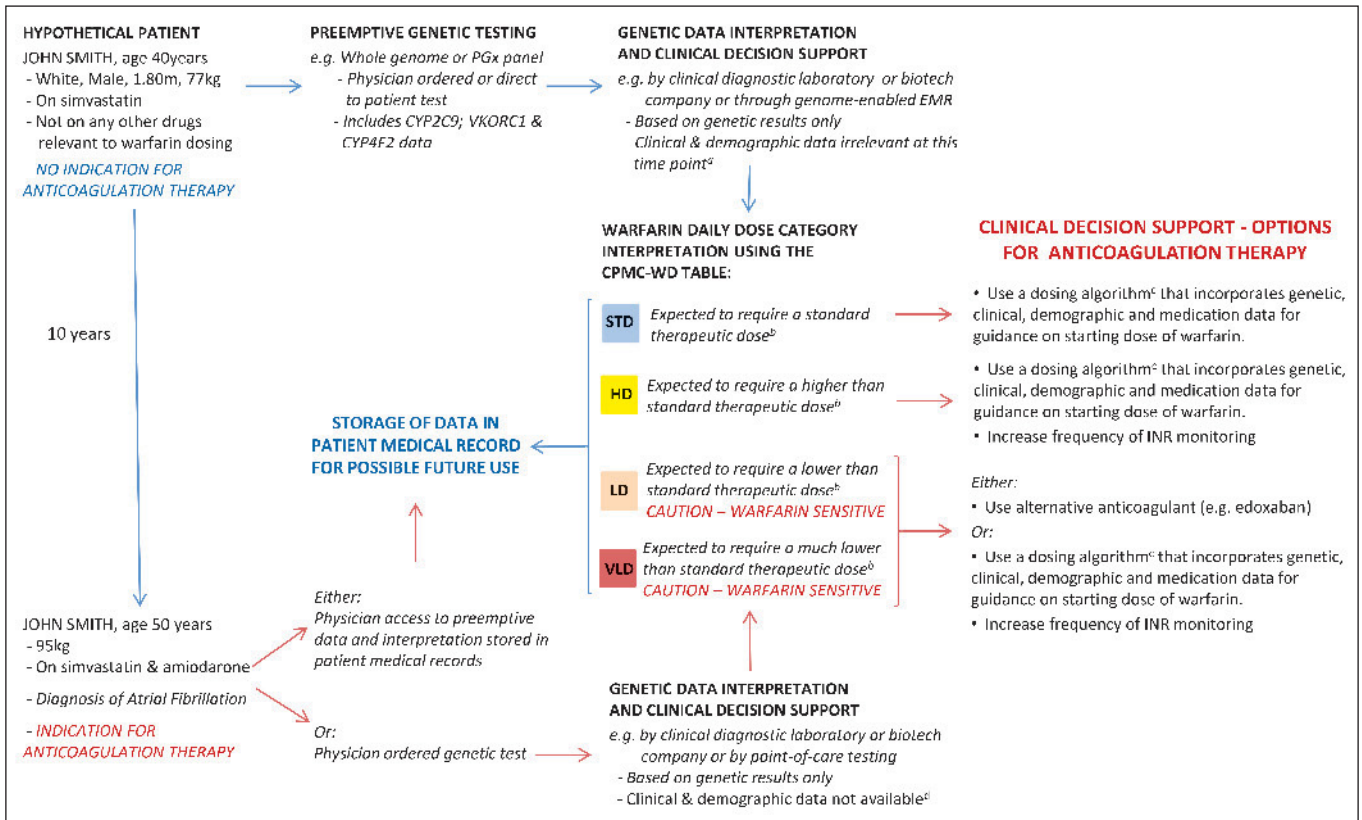 HYPOTHETICAL PATIENT
JOHN SMITH, age 40years
- White, Male, 1.80m, 77kg
- On simvastatin
- Not on any other drugs
relevant to warfarin dosing
NO INDICATION FOR
ANTICOAGULATION THERAPY
PREEMPTIVE GENETIC TESTING
e.g. Whole genome or PGx panel
- Physician ordered or direct
to patient test
- Includes CYP2C9; VKORC1 &
CYP4F2 data
GENETIC DATA INTERPRETATION
AND CLINICAL DECISION SUPPORT
e.g. by clinical diagnostic laboratory or biotech
company or through genome-enabled EMR
- Based on genetic results only
Clinical & demographic data irrelevant at this
time pointᵃ
WARFARIN DAILY DOSE CATEGORY
INTERPRETATION USING THE
CPMC-WD TABLE:
STD
Expected to require a standard
therapeutic doseᵇ
HD
Expected to require a higher than
standard therapeutic doseᵇ
LD
Expected to require a lower than
standard therapeutic doseᵇ
CAUTION – WARFARIN SENSITIVE
VLD
Expected to require a much lower
than standard therapeutic doseᵇ
CAUTION – WARFARIN SENSITIVE
CLINICAL DECISION SUPPORT - OPTIONS
FOR ANTICOAGULATION THERAPY
• Use a dosing algorithmᶜ that incorporates genetic,
clinical, demographic and medication data for
guidance on starting dose of warfarin.
• Use a dosing algorithmᶜ that incorporates genetic,
clinical, demographic and medication data for
guidance on starting dose of warfarin.
• Increase frequency of INR monitoring
Either:
• Use alternative anticoagulant (e.g. edoxaban)
Or:
• Use a dosing algorithmᶜ that incorporates genetic,
clinical, demographic and medication data for
guidance on starting dose of warfarin.
• Increase frequency of INR monitoring
10 years
STORAGE OF DATA IN
PATIENT MEDICAL RECORD
FOR POSSIBLE FUTURE USE
JOHN SMITH, age 50 years
- 95kg
- On simvastatin & amiodarone
- Diagnosis of Atrial Fibrillation
- INDICATION FOR
ANTICOAGULATION THERAPY
Either:
Physician access to preemptive
data and interpretation stored in
patient medical records
Or:
Physician ordered genetic test
GENETIC DATA INTERPRETATION
AND CLINICAL DECISION SUPPORT
e.g. by clinical diagnostic laboratory or biotech
company or by point-of-care testing
- Based on genetic results only
- Clinical & demographic data not availableᵈ